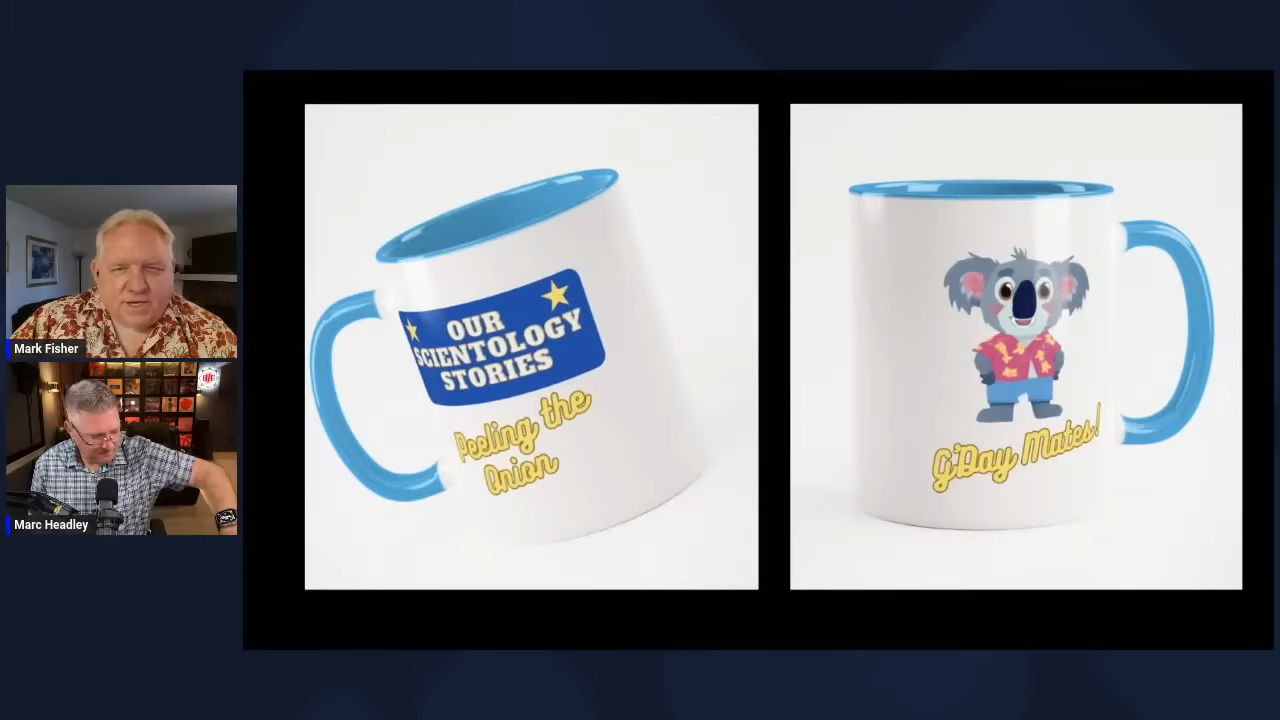 Mark Fisher
Marc Headley
OUR
SCIENTOLOGY
STORIES
Peeling the
Onion
G'Day Mates!